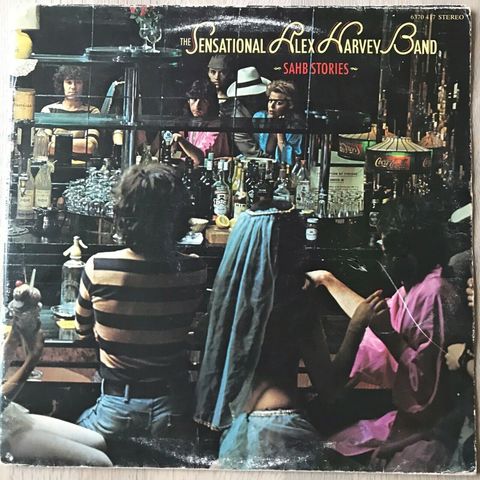 6370 417 STEREO
THE SENSATIONAL ALEX HARVEY BAND
~ SAHB STORIES ~
Coca-Cola